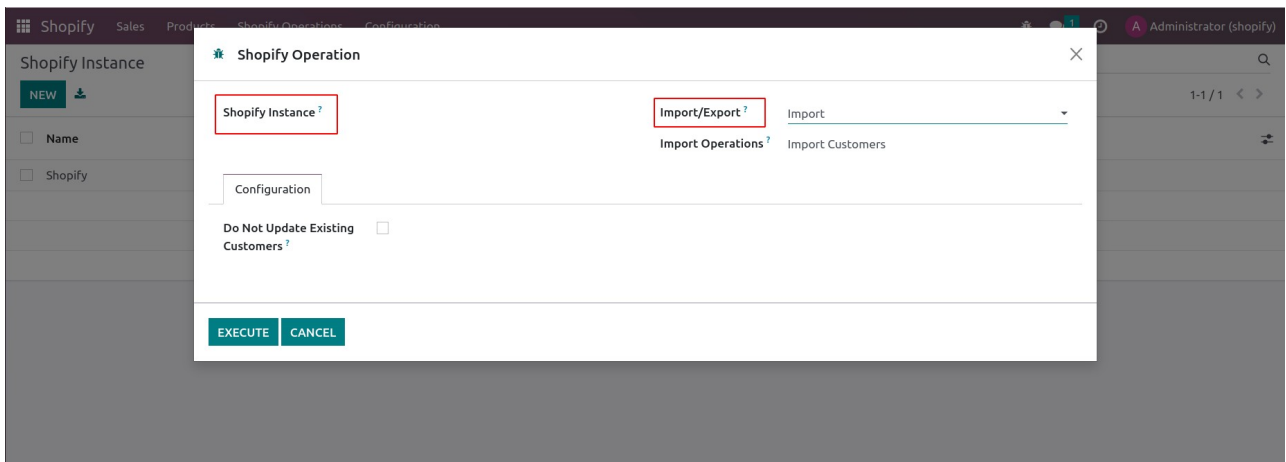 Shopify Sales Products Shopify Operations Configuration 1 A Administrator (shopify)
Shopify Instance
NEW
1-1 / 1
Name
Shopify
Shopify Operation
Shopify Instance ?
Import/Export ? Import
Import Operations ? Import Customers
Configuration
Do Not Update Existing
Customers ?
EXECUTE CANCEL